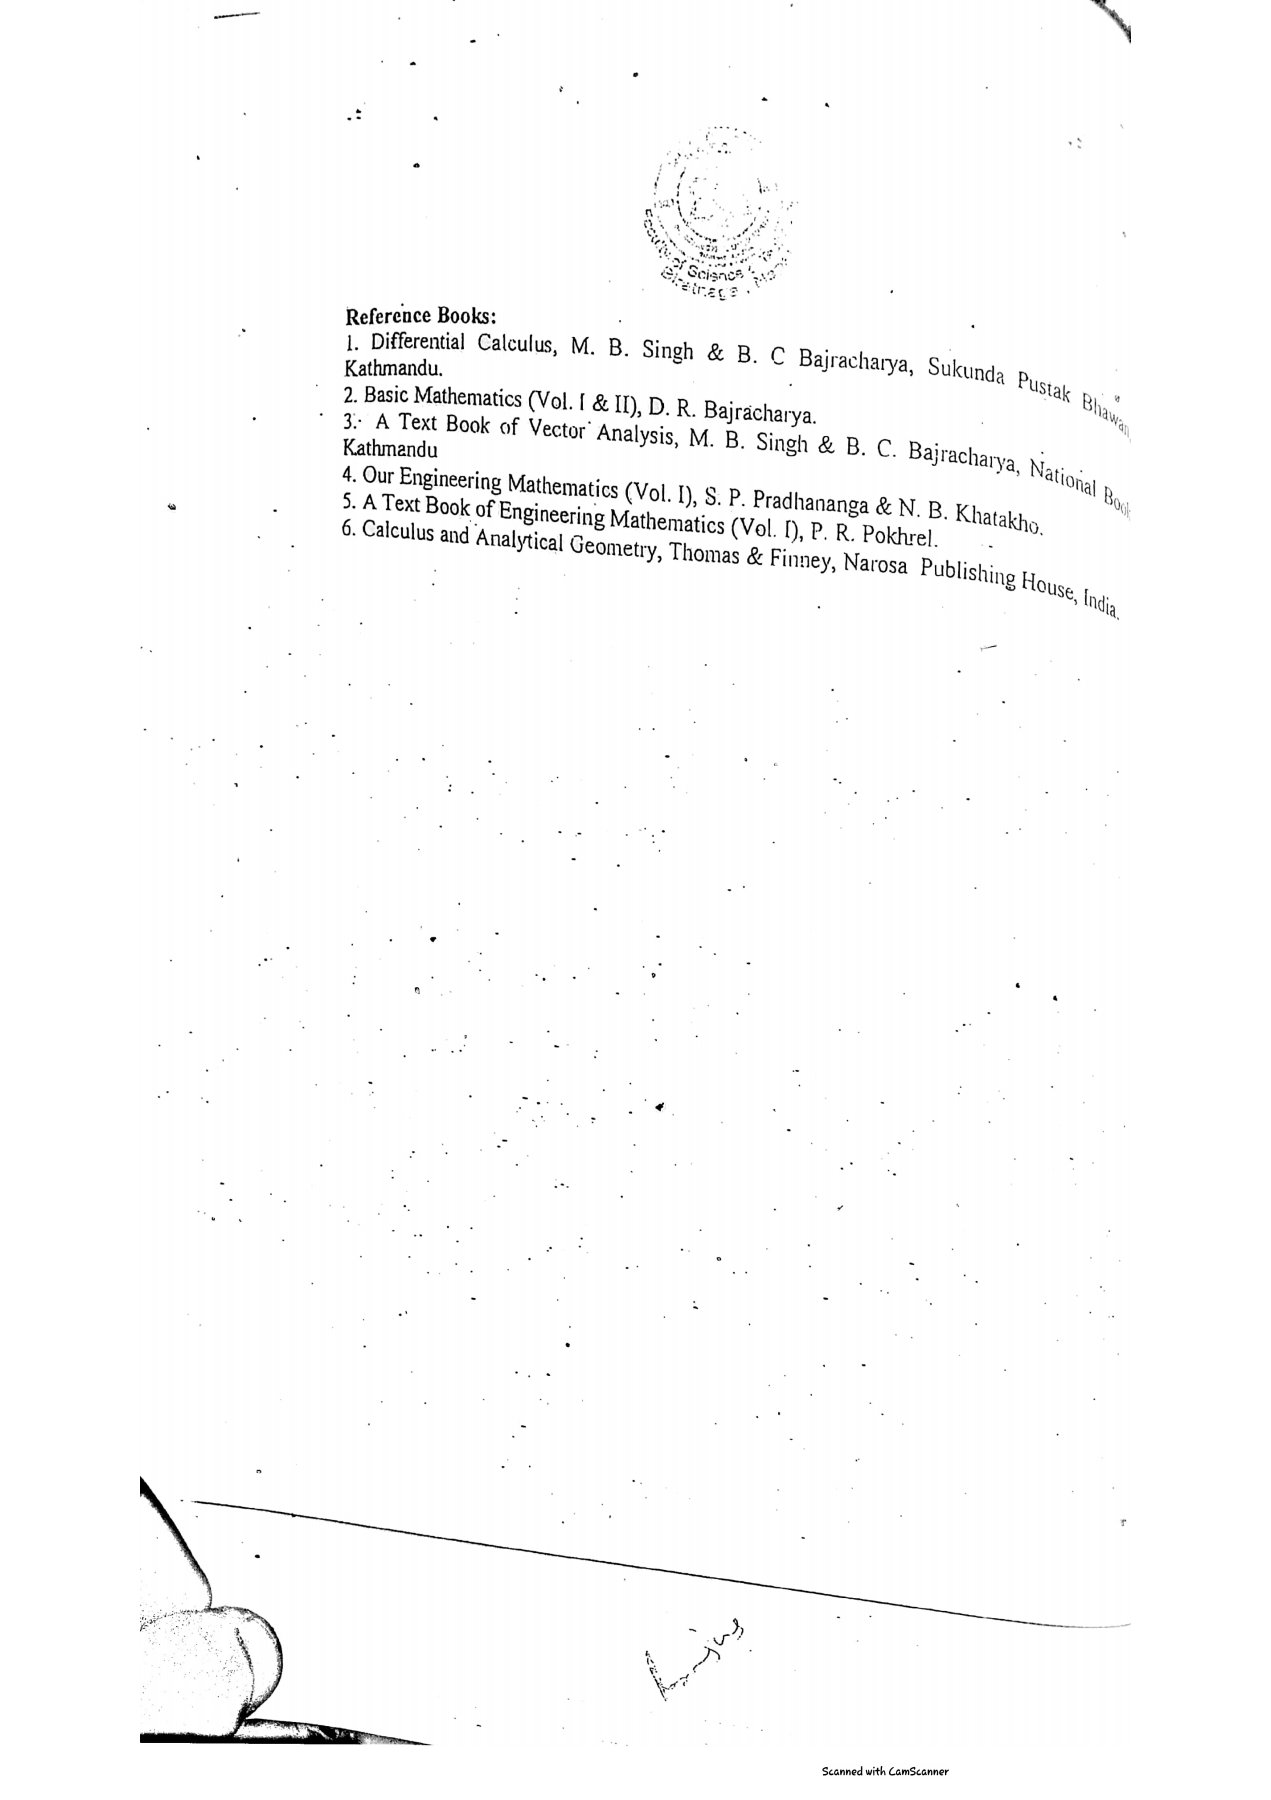 Faculty of Science
Reference Books:
1. Differential Calculus, M. B. Singh & B. C Bajracharya, Sukunda Pustak Bhawan,
Kathmandu.
2. Basic Mathematics (Vol. I & II), D. R. Bajracharya.
3. A Text Book of Vector Analysis, M. B. Singh & B. C. Bajracharya, National Book
Kathmandu
4. Our Engineering Mathematics (Vol. I), S. P. Pradhananga & N. B. Khatakho.
5. A Text Book of Engineering Mathematics (Vol. I), P. R. Pokhrel.
6. Calculus and Analytical Geometry, Thomas & Finney, Narosa Publishing House, India.
Scanned with CamScanner